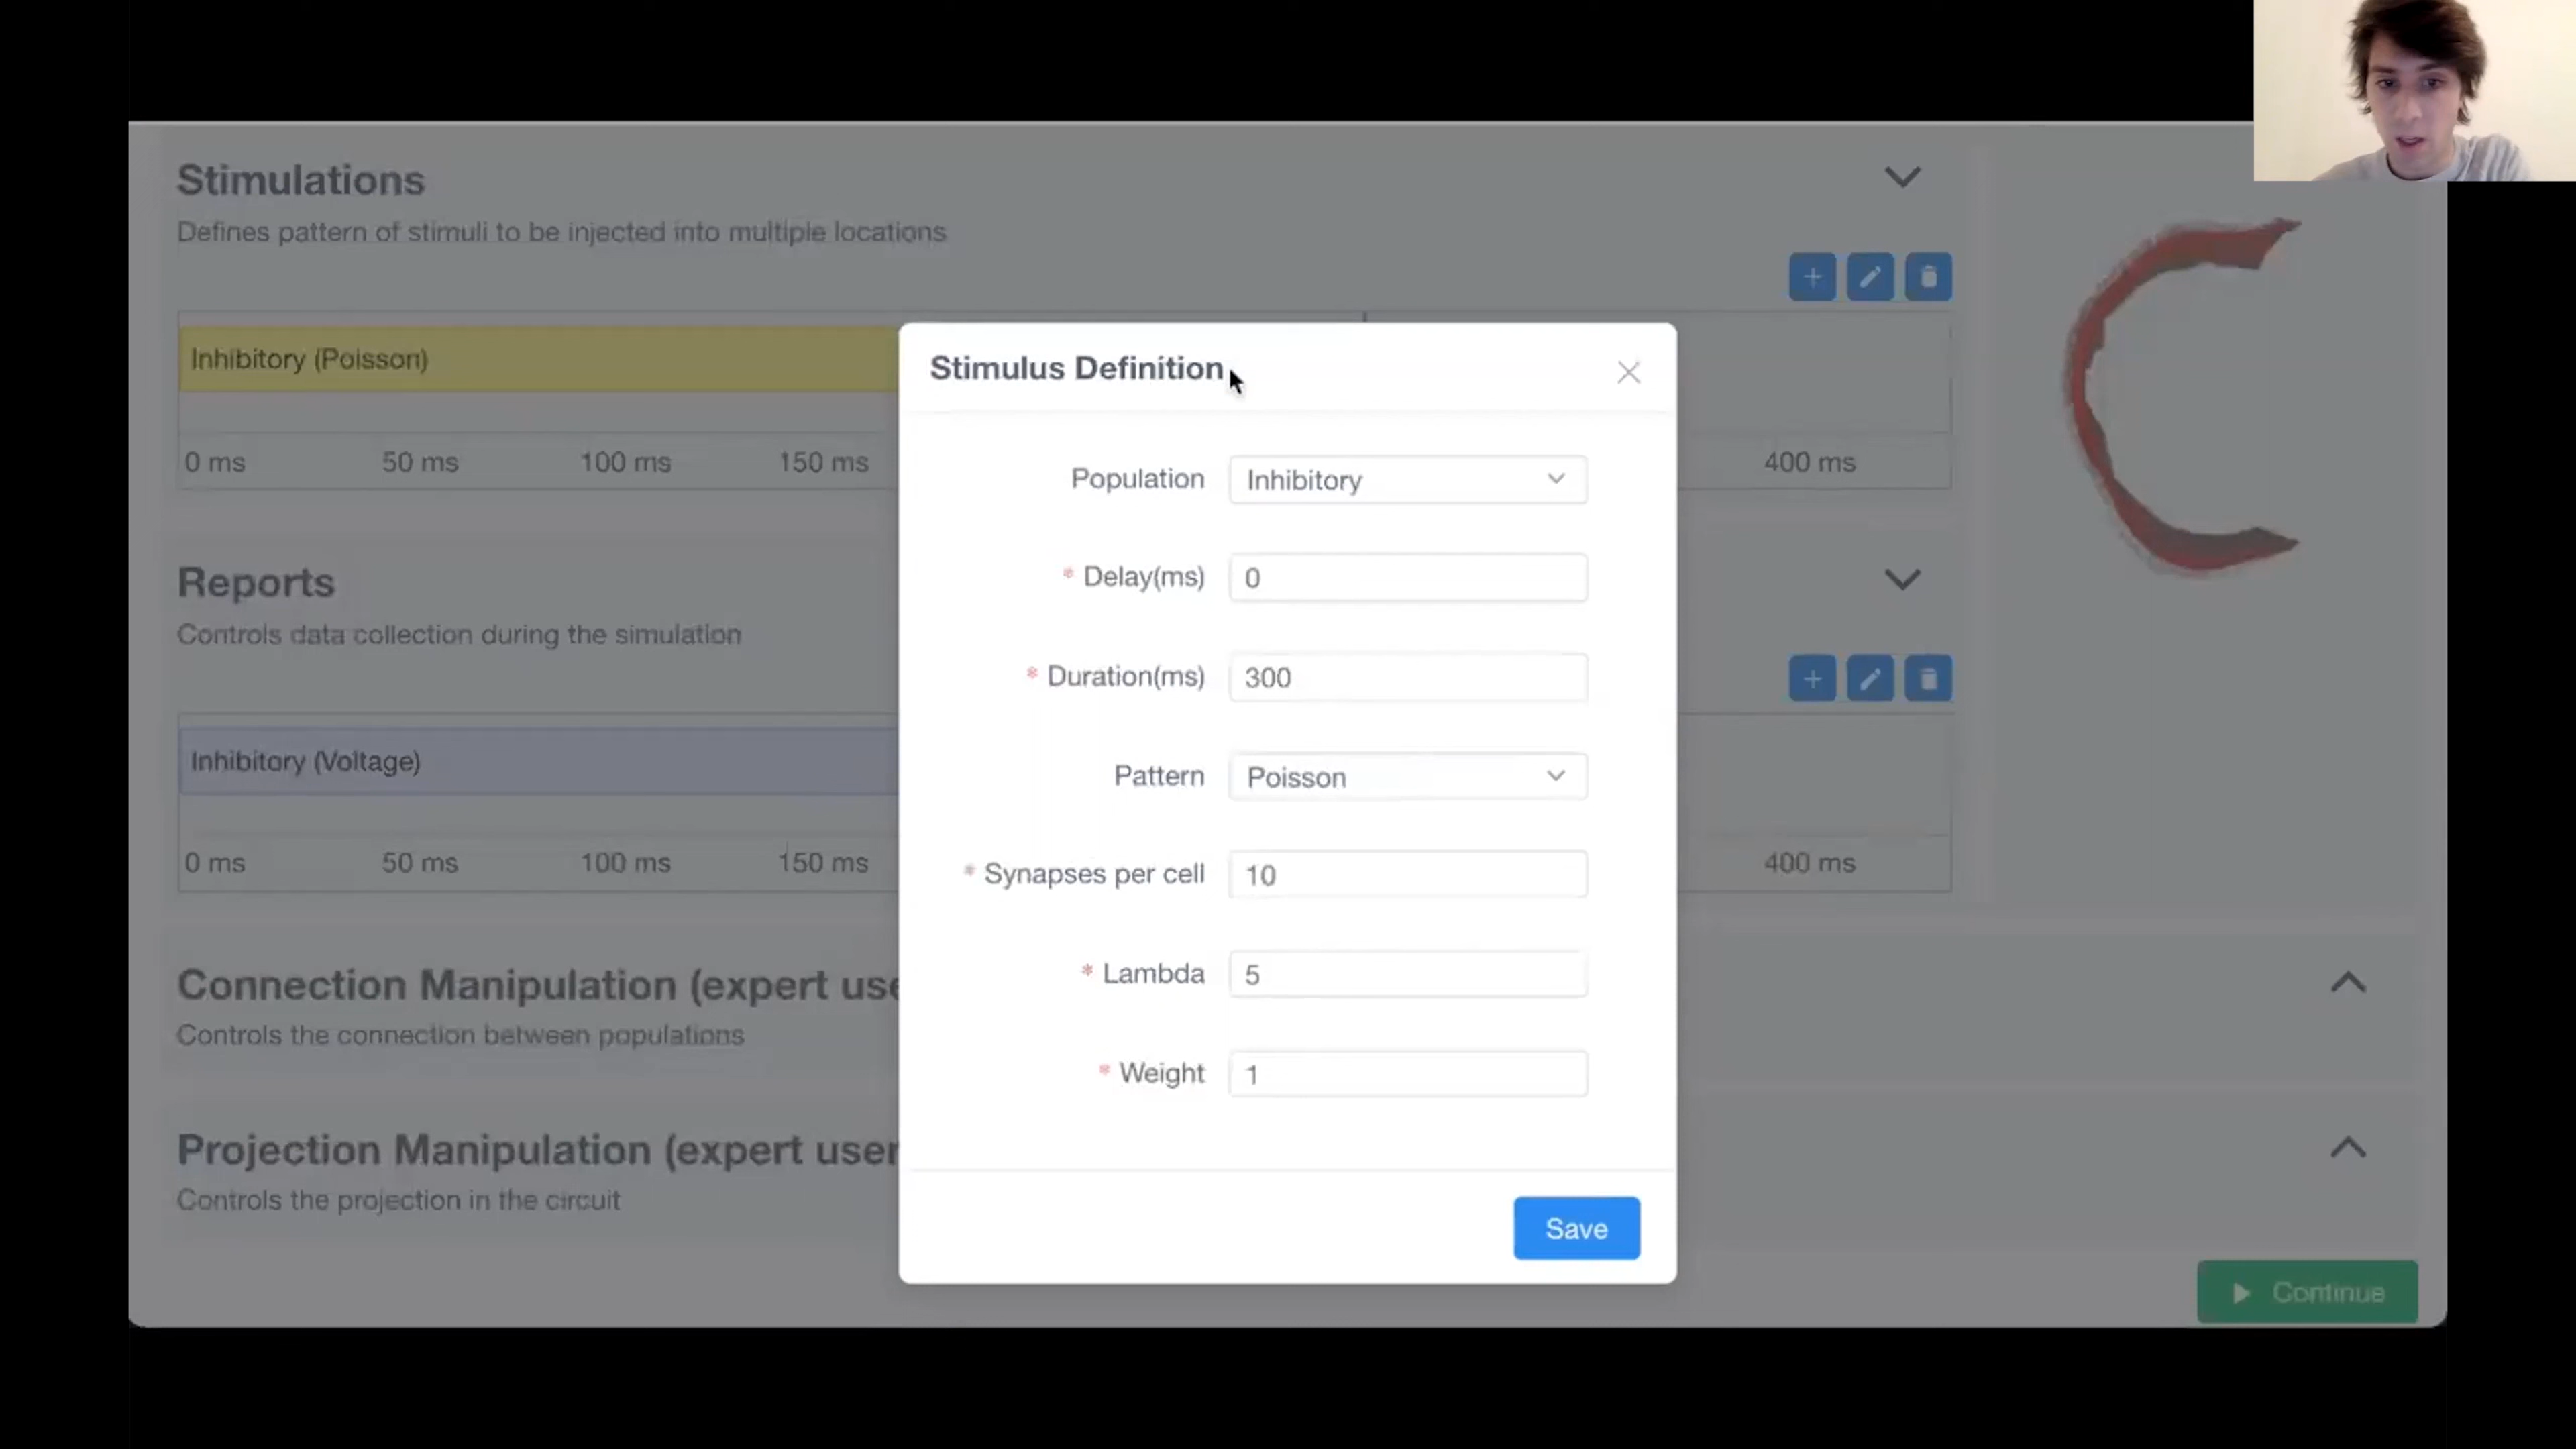 Stimulations
Defines pattern of stimuli to be injected into multiple locations
Inhibitory (Poisson)
0 ms 50 ms 100 ms 150 ms 400 ms
Reports
Controls data collection during the simulation
Inhibitory (Voltage)
0 ms 50 ms 100 ms 150 ms 400 ms
Connection Manipulation (expert use
Controls the connection between populations
Projection Manipulation (expert user
Controls the projection in the circuit
Stimulus Definition
Population Inhibitory
* Delay(ms) 0
* Duration(ms) 300
Pattern Poisson
* Synapses per cell 10
* Lambda 5
* Weight 1
Save
Continue